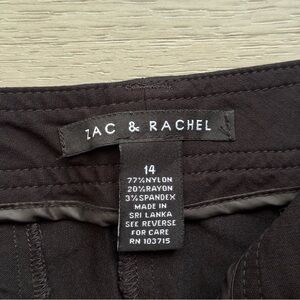 ZAC & RACHEL
14
77%NYLON
20%RAYON
3%SPANDEX
MADE IN
SRI LANKA
SEE REVERSE
FOR CARE
RN 103715